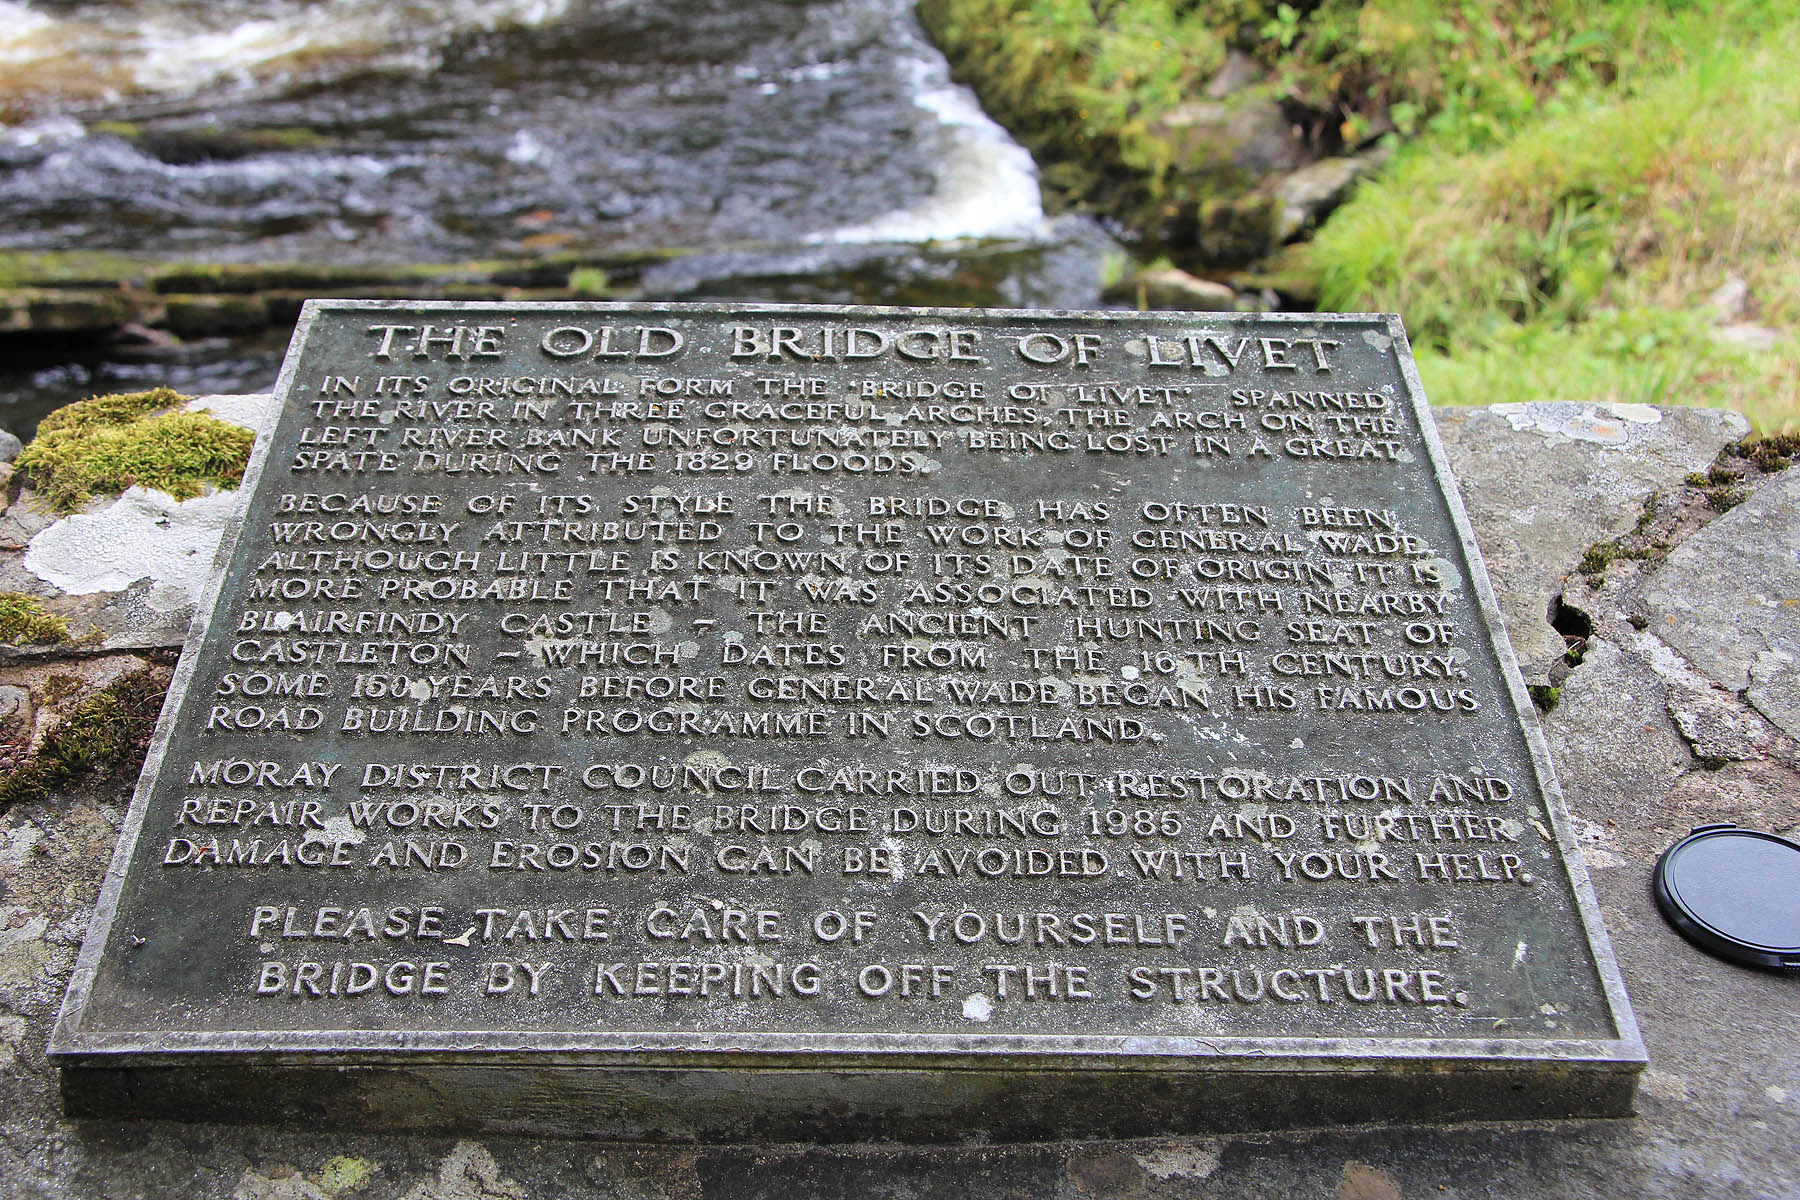 THE OLD BRIDGE OF LIVET
IN ITS ORIGINAL FORM THE 'BRIDGE OF LIVET' SPANNED
THE RIVER IN THREE GRACEFUL ARCHES, THE ARCH ON THE
LEFT RIVER BANK UNFORTUNATELY BEING LOST IN A GREAT
SPATE DURING THE 1829 FLOODS.
BECAUSE OF ITS STYLE THE BRIDGE HAS OFTEN BEEN
WRONGLY ATTRIBUTED TO THE WORK OF GENERAL WADE.
ALTHOUGH LITTLE IS KNOWN OF ITS DATE OF ORIGIN IT IS
MORE PROBABLE THAT IT WAS ASSOCIATED WITH NEARBY
BLAIRFINDY CASTLE - THE ANCIENT HUNTING SEAT OF
CASTLETON - WHICH DATES FROM THE 16TH CENTURY.
SOME 150 YEARS BEFORE GENERAL WADE BEGAN HIS FAMOUS
ROAD BUILDING PROGRAMME IN SCOTLAND.
MORAY DISTRICT COUNCIL CARRIED OUT RESTORATION AND
REPAIR WORKS TO THE BRIDGE DURING 1985 AND FURTHER
DAMAGE AND EROSION CAN BE AVOIDED WITH YOUR HELP.
PLEASE TAKE CARE OF YOURSELF AND THE
BRIDGE BY KEEPING OFF THE STRUCTURE.